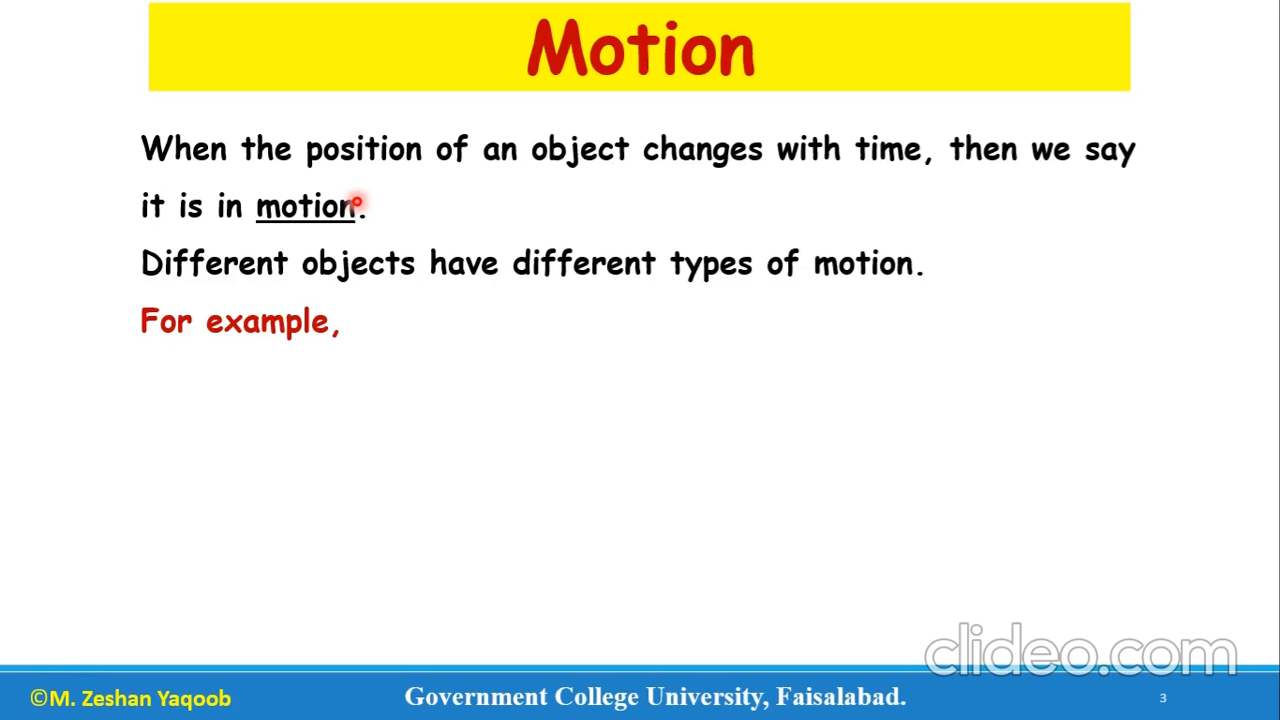 Motion
When the position of an object changes with time, then we say
it is in motion.
Different objects have different types of motion.
For example,
clideo.com
©M. Zeshan Yaqoob
Government College University, Faisalabad.
3